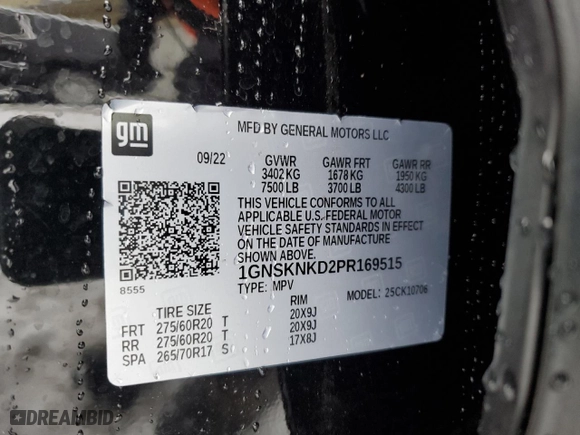 gm
MFD BY GENERAL MOTORS LLC
09/22 GVWR GAWR FRT GAWR RR
3402 KG 1678 KG 1950 KG
7500 LB 3700 LB 4300 LB
THIS VEHICLE CONFORMS TO ALL
APPLICABLE U.S. FEDERAL MOTOR
VEHICLE SAFETY STANDARDS IN EFFECT
ON THE DATE OF MANUFACTURE
SHOWN ABOVE.
1GNSKNKD2PR169515
8555 TYPE: MPV MODEL: 25CK10706
TIRE SIZE RIM
FRT 275/60R20 T 20X9J
RR 275/60R20 T 20X9J
SPA 265/70R17 S 17X8J
DREAMBID